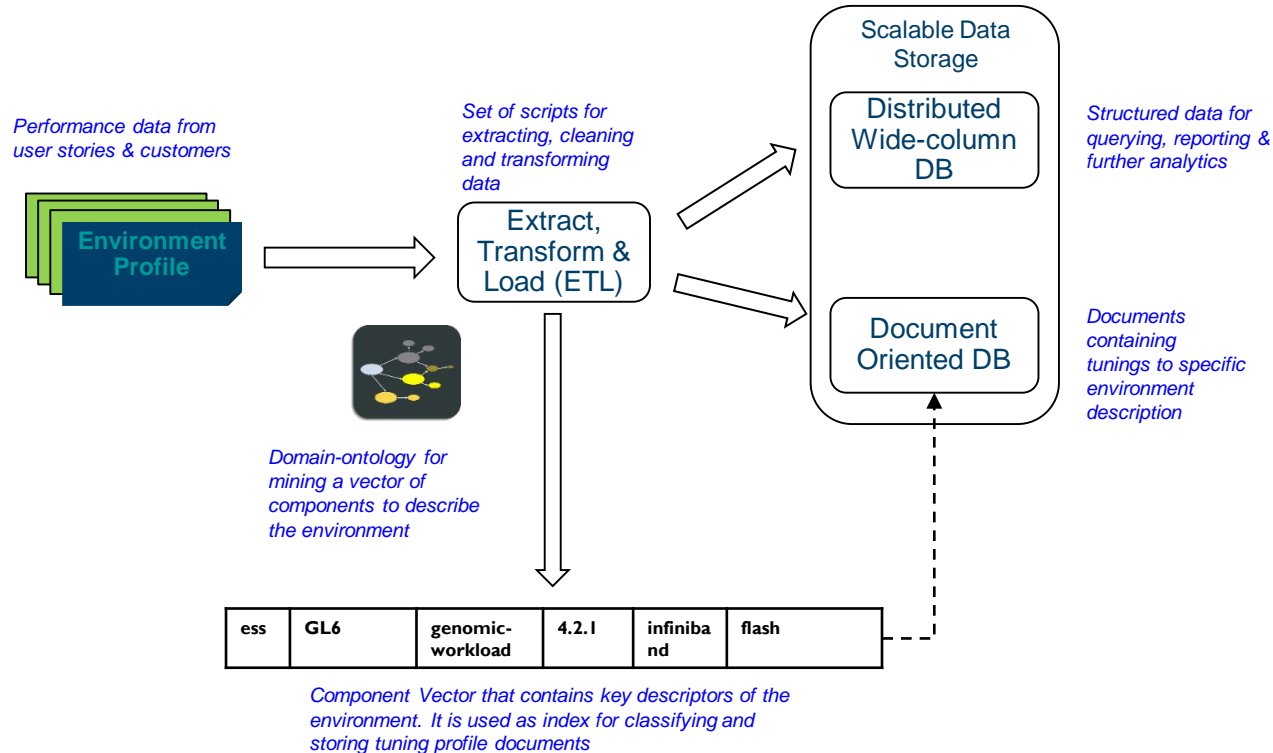 Scalable Data
Storage
Performance data from
user stories & customers
Set of scripts for
extracting, cleaning
and transforming
data
Distributed
Wide-column
DB
Structured data for
querying, reporting &
further analytics
Environment
Profile
Extract,
Transform &
Load (ETL)
Document
Oriented DB
Documents
containing
tunings to specific
environment
description
Domain-ontology for
mining a vector of
components to describe
the environment
ess GL6 genomic- 4.2.1 infiniba flash
workload nd
Component Vector that contains key descriptors of the
environment. It is used as index for classifying and
storing tuning profile documents